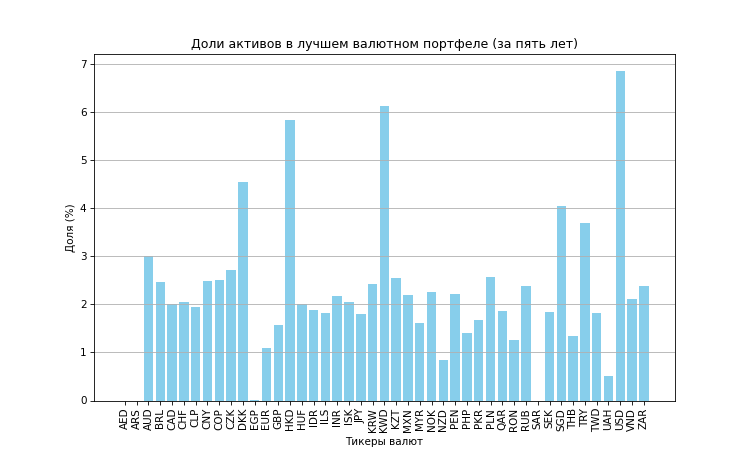 Доли активов в лучшем валютном портфеле (за пять лет)
7
6
5
4
3
2
1
0
Доля (%)
AED
ARS
AUD
BRL
CAD
CHF
CLP
CNY
COP
CZK
DKK
EGP
EUR
GBP
HKD
HUF
IDR
ILS
INR
ISK
JPY
KRW
KWD
KZT
MXN
MYR
NOK
NZD
PEN
PHP
PKR
PLN
QAR
RON
RUB
SAR
SEK
SGD
THB
TRY
TWD
UAH
USD
VND
ZAR
Тикеры валют